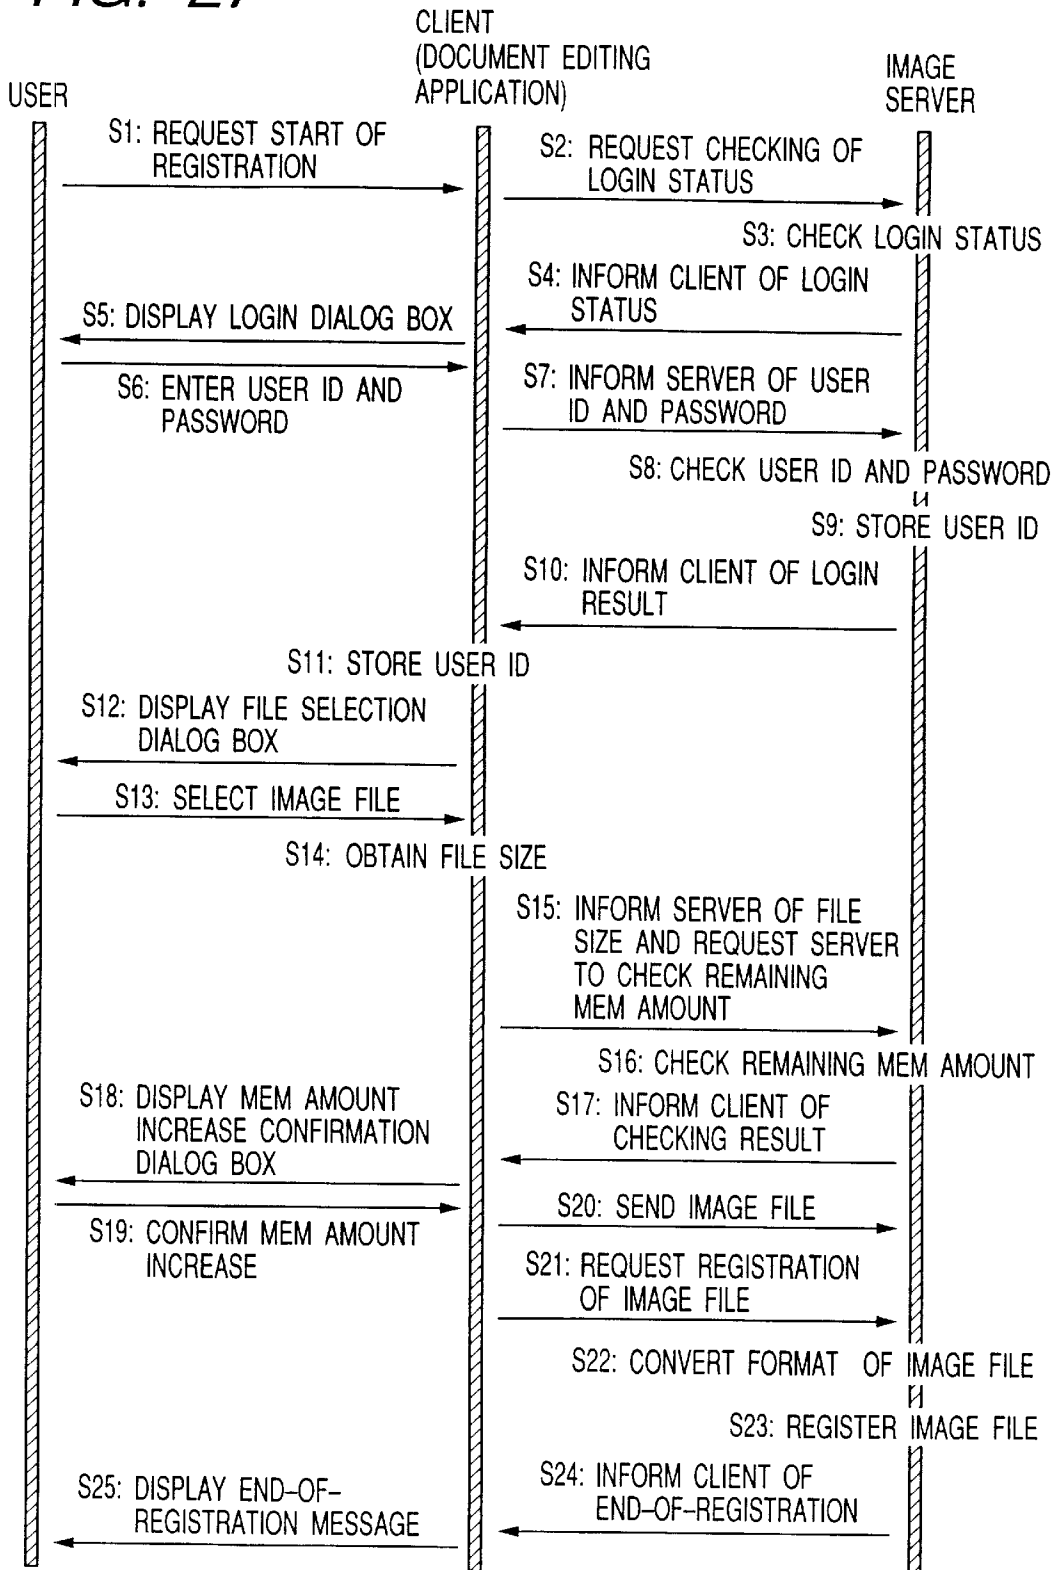 FIG. 27
CLIENT
(DOCUMENT EDITING
APPLICATION)
IMAGE
SERVER
USER
S1: REQUEST START OF
REGISTRATION
S2: REQUEST CHECKING OF
LOGIN STATUS
S3: CHECK LOGIN STATUS
S4: INFORM CLIENT OF LOGIN
STATUS
S5: DISPLAY LOGIN DIALOG BOX
S6: ENTER USER ID AND
PASSWORD
S7: INFORM SERVER OF USER
ID AND PASSWORD
S8: CHECK USER ID AND PASSWORD
S9: STORE USER ID
S10: INFORM CLIENT OF LOGIN
RESULT
S11: STORE USER ID
S12: DISPLAY FILE SELECTION
DIALOG BOX
S13: SELECT IMAGE FILE
S14: OBTAIN FILE SIZE
S15: INFORM SERVER OF FILE
SIZE AND REQUEST SERVER
TO CHECK REMAINING
MEM AMOUNT
S16: CHECK REMAINING MEM AMOUNT
S17: INFORM CLIENT OF
CHECKING RESULT
S18: DISPLAY MEM AMOUNT
INCREASE CONFIRMATION
DIALOG BOX
S19: CONFIRM MEM AMOUNT
INCREASE
S20: SEND IMAGE FILE
S21: REQUEST REGISTRATION
OF IMAGE FILE
S22: CONVERT FORMAT OF IMAGE FILE
S23: REGISTER IMAGE FILE
S24: INFORM CLIENT OF
END-OF-REGISTRATION
S25: DISPLAY END-OF-
REGISTRATION MESSAGE